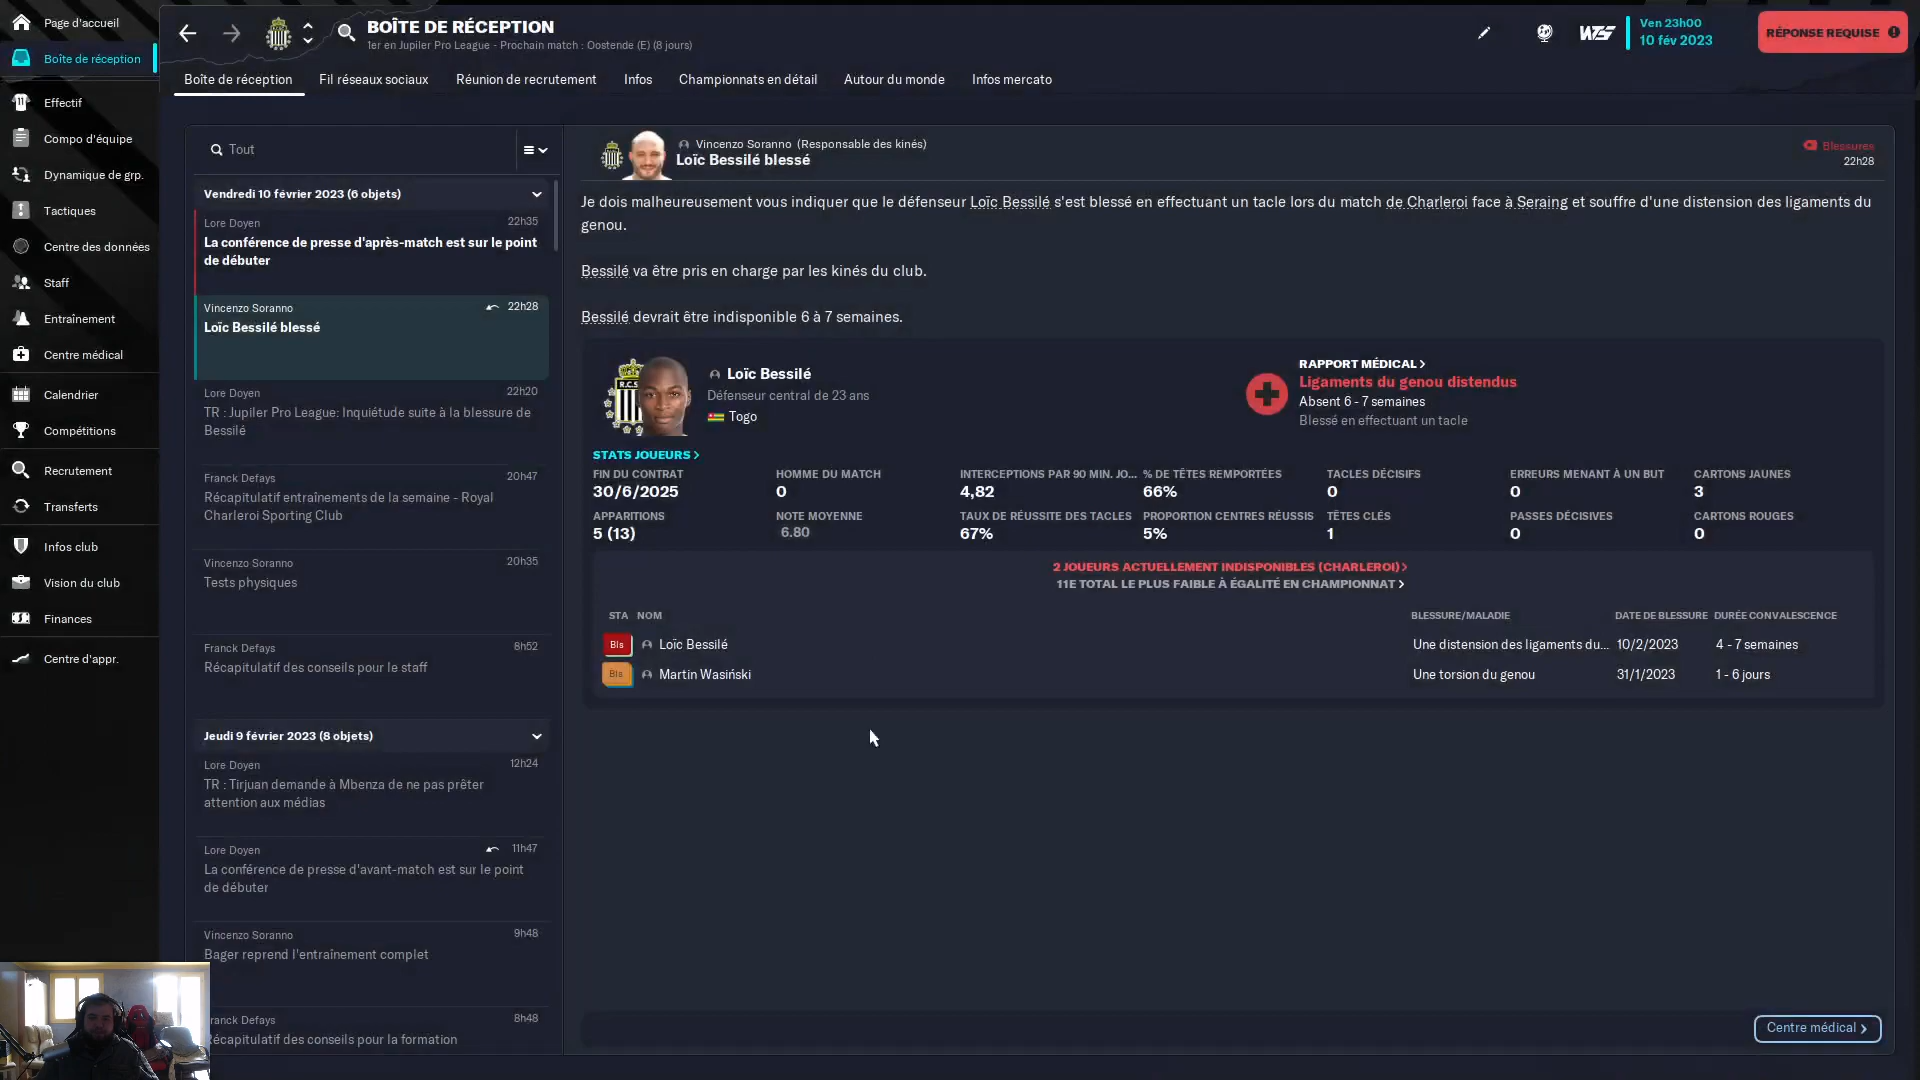 Page d'accueil
Boîte de réception
Effectif
Compo d'équipe
Dynamique de grp.
Tactiques
Centre des données
Staff
Entraînement
Centre médical
Calendrier
Compétitions
Recrutement
Transferts
Infos club
Vision du club
Finances
Centre d'appr.
BOÎTE DE RÉCEPTION
1er en Jupiler Pro League - Prochain match : Oostende (E) (8 jours)
Ven 23h00
10 fév 2023
RÉPONSE REQUISE
Boîte de réception Fil réseaux sociaux Réunion de recrutement Infos Championnats en détail Autour du monde Infos mercato
Tout
Vendredi 10 février 2023 (6 objets)
Lore Doyen 22h35
La conférence de presse d'après-match est sur le point
de débuter
Vincenzo Soranno 22h28
Loïc Bessilé blessé
Lore Doyen 22h20
TR : Jupiler Pro League: Inquiétude suite à la blessure de
Bessilé
Franck Defays 20h47
Récapitulatif entraînements de la semaine - Royal
Charleroi Sporting Club
Vincenzo Soranno 20h35
Tests physiques
Franck Defays 8h52
Récapitulatif des conseils pour le staff
Jeudi 9 février 2023 (8 objets)
Lore Doyen 12h24
TR : Tirjuan demande à Mbenza de ne pas prêter
attention aux médias
Lore Doyen 11h47
La conférence de presse d'avant-match est sur le point
de débuter
Vincenzo Soranno 9h48
Bager reprend l'entraînement complet
ranck Defays 8h48
écapitulatif des conseils pour la formation
Vincenzo Soranno (Responsable des kinés)
Loïc Bessilé blessé
Blessures
22h28
Je dois malheureusement vous indiquer que le défenseur Loïc Bessilé s'est blessé en effectuant un tacle lors du match de Charleroi face à Seraing et souffre d'une distension des ligaments du
genou.
Bessilé va être pris en charge par les kinés du club.
Bessilé devrait être indisponible 6 à 7 semaines.
R.C.S
Loïc Bessilé
Défenseur central de 23 ans
Togo
RAPPORT MÉDICAL
Ligaments du genou distendus
Absent 6 - 7 semaines
Blessé en effectuant un tacle
STATS JOUEURS
FIN DU CONTRAT HOMME DU MATCH INTERCEPTIONS PAR 90 MIN. JO... % DE TÊTES REMPORTÉES TACLES DÉCISIFS ERREURS MENANT À UN BUT CARTONS JAUNES
30/6/2025 0 4,82 66% 0 0 3
APPARITIONS NOTE MOYENNE TAUX DE RÉUSSITE DES TACLES PROPORTION CENTRES RÉUSSIS TÊTES CLÉS PASSES DÉCISIVES CARTONS ROUGES
5 (13) 6.80 67% 5% 1 0 0
2 JOUEURS ACTUELLEMENT INDISPONIBLES (CHARLEROI)
11E TOTAL LE PLUS FAIBLE À ÉGALITÉ EN CHAMPIONNAT
STA NOM BLESSURE/MALADIE DATE DE BLESSURE DURÉE CONVALESCENCE
Bls Loïc Bessilé Une distension des ligaments du... 10/2/2023 4 - 7 semaines
Bls Martin Wasiński Une torsion du genou 31/1/2023 1 - 6 jours
Centre médical